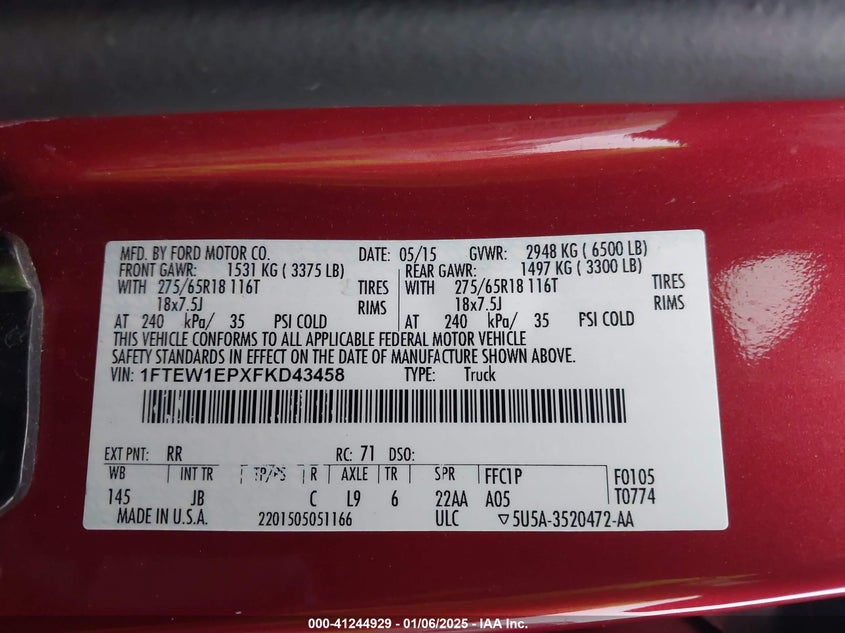 MFD. BY FORD MOTOR CO. DATE: 05/15 GVWR: 2948 KG ( 6500 LB)
FRONT GAWR: 1531 KG ( 3375 LB) REAR GAWR: 1497 KG ( 3300 LB)
WITH 275/65R18 116T TIRES WITH 275/65R18 116T TIRES
18x7.5J RIMS 18x7.5J RIMS
AT 240 kPa/ 35 PSI COLD AT 240 kPa/ 35 PSI COLD
THIS VEHICLE CONFORMS TO ALL APPLICABLE FEDERAL MOTOR VEHICLE
SAFETY STANDARDS IN EFFECT ON THE DATE OF MANUFACTURE SHOWN ABOVE.
VIN: 1FTEW1EPXFKD43458 TYPE: Truck
EXT PNT: RR RC: 71 DSO:
WB INT TR TP/PS R AXLE TR SPR FFC1P F0105
145 JB C L9 6 22AA A05 T0774
MADE IN U.S.A. 2201505051166 ULC ▽5U5A-3520472-AA
000-41244929 - 01/06/2025 - IAA Inc.